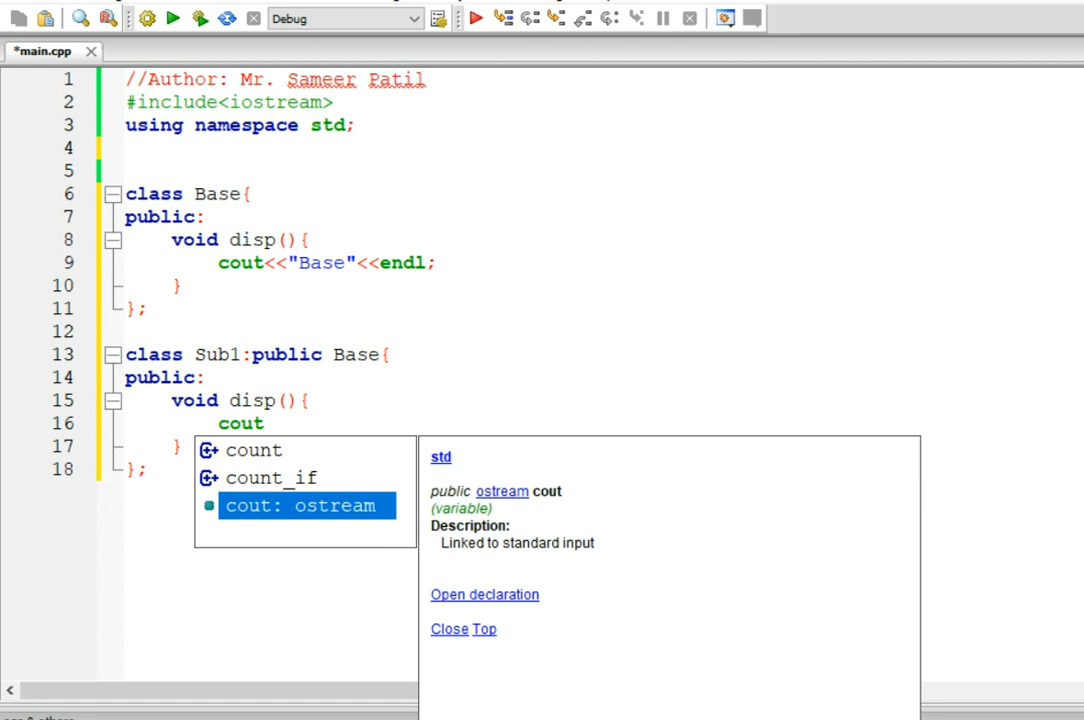 Debug
*main.cpp
1 //Author: Mr. Sameer Patil
2 #include<iostream>
3 using namespace std;
4
5
6 class Base{
7 public:
8 void disp(){
9 cout<<"Base"<<endl;
10 }
11 };
12
13 class Sub1:public Base{
14 public:
15 void disp(){
16 cout
17 }
18 };
count
count_if
cout: ostream
std
public ostream cout
(variable)
Description:
Linked to standard input
Open declaration
Close Top